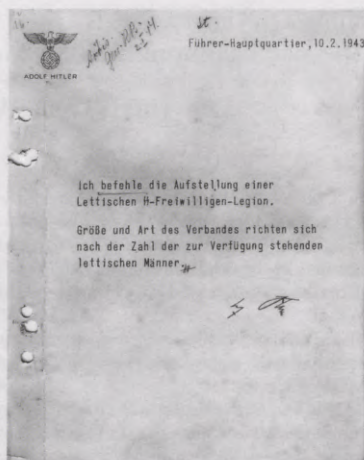 St.
Führer-Hauptquartier, 10.2.1943
ADOLF HITLER
Ich befehle die Aufstellung einer
Lettischen H-Freiwilligen-Legion.
Größe und Art des Verbandes richten sich
nach der Zahl der zur Verfügung stehenden
lettischen Männer.